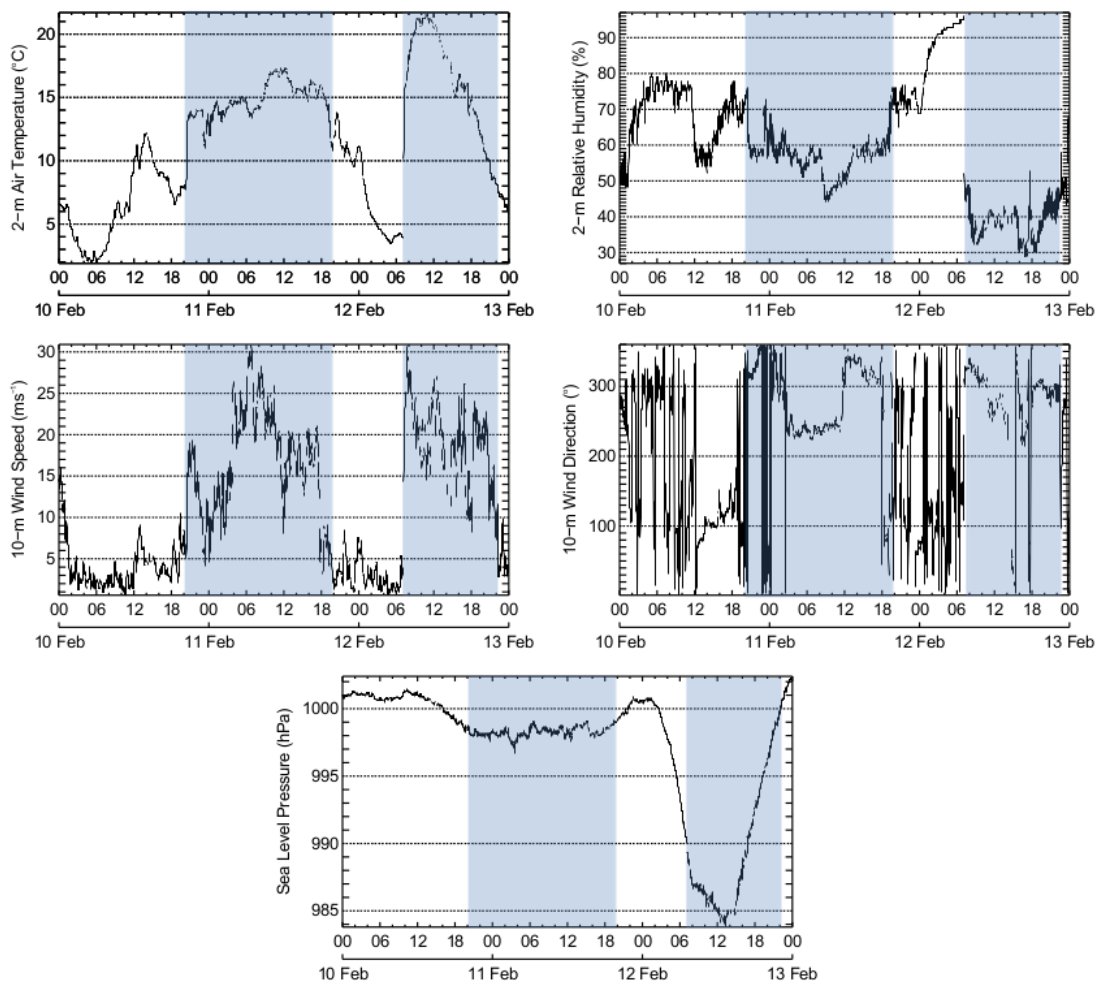 2−m Air Temperature (°C)
20
15
10
5
00 06 12 18 00 06 12 18 00 06 12 18 00
10 Feb 11 Feb 12 Feb 13 Feb
2−m Relative Humidity (%)
90
80
70
60
50
40
30
00 06 12 18 00 06 12 18 00 06 12 18 00
10 Feb 11 Feb 12 Feb 13 Feb
10−m Wind Speed (ms⁻¹)
30
25
20
15
10
5
00 06 12 18 00 06 12 18 00 06 12 18 00
10 Feb 11 Feb 12 Feb 13 Feb
10−m Wind Direction (°)
300
200
100
00 06 12 18 00 06 12 18 00 06 12 18 00
10 Feb 11 Feb 12 Feb 13 Feb
Sea Level Pressure (hPa)
1000
995
990
985
00 06 12 18 00 06 12 18 00 06 12 18 00
10 Feb 11 Feb 12 Feb 13 Feb